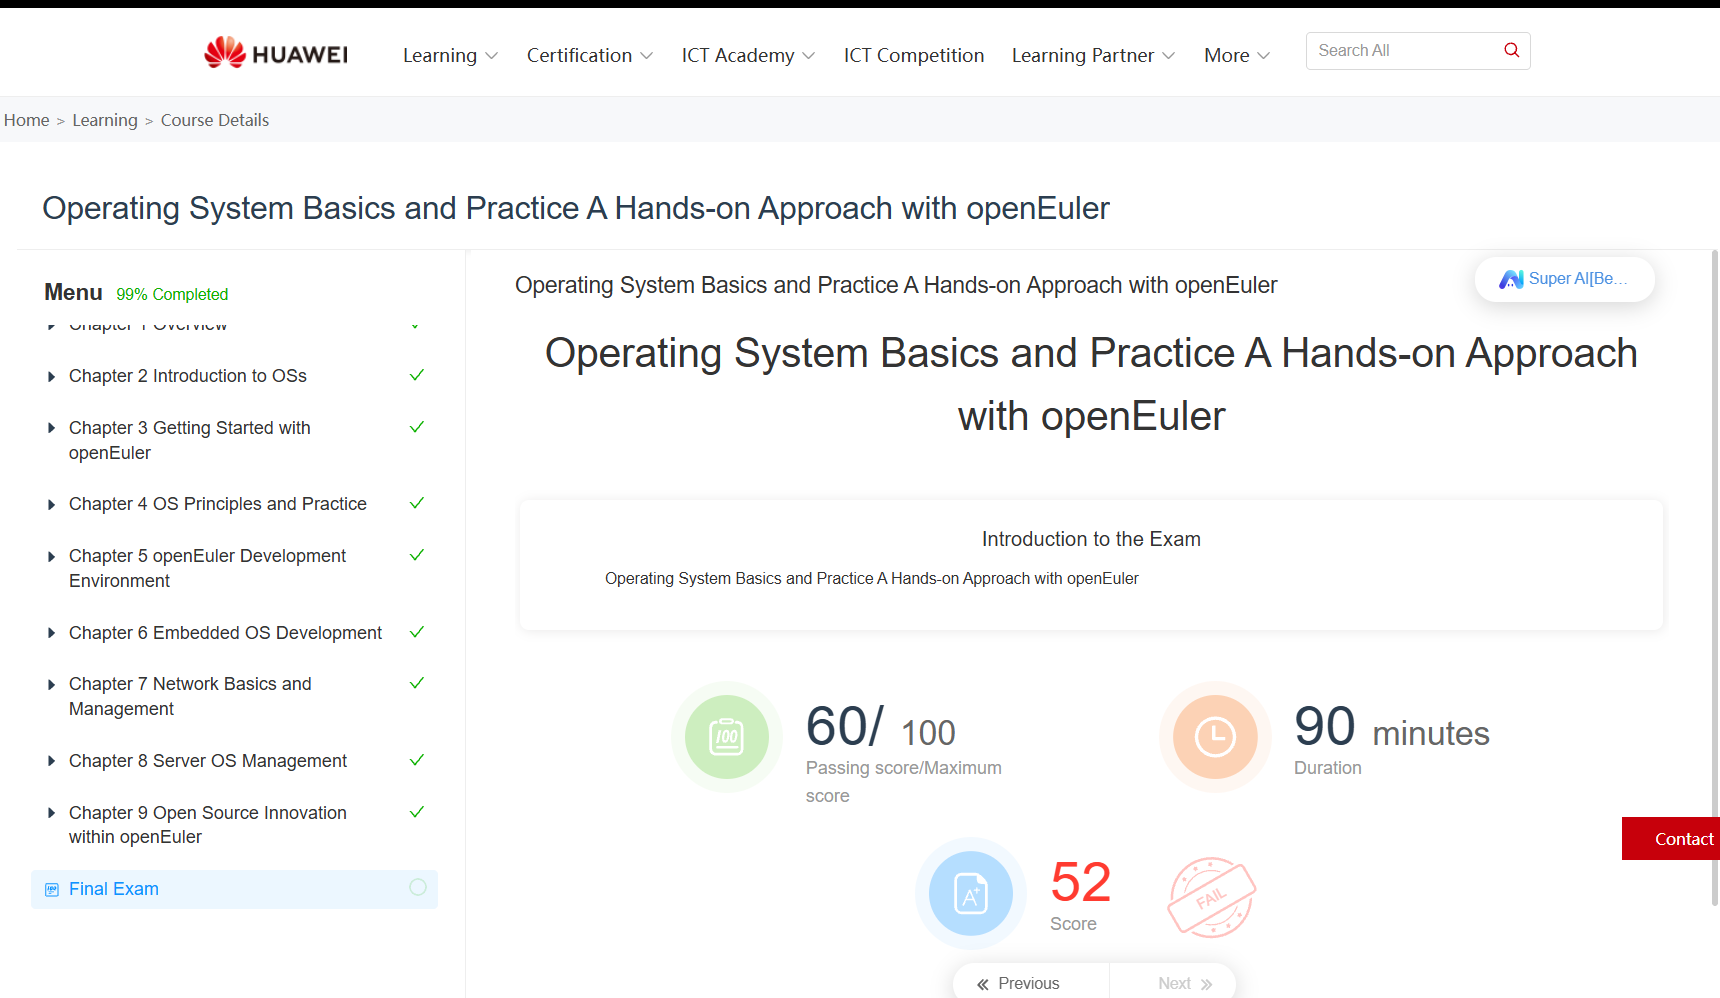 HUAWEI
Learning
Certification
ICT Academy
ICT Competition
Learning Partner
More
Search All
Home > Learning > Course Details
Operating System Basics and Practice A Hands-on Approach with openEuler
Menu 99% Completed
Chapter 1 Overview
Chapter 2 Introduction to OSs
Chapter 3 Getting Started with
openEuler
Chapter 4 OS Principles and Practice
Chapter 5 openEuler Development
Environment
Chapter 6 Embedded OS Development
Chapter 7 Network Basics and
Management
Chapter 8 Server OS Management
Chapter 9 Open Source Innovation
within openEuler
Final Exam
Operating System Basics and Practice A Hands-on Approach with openEuler
Super AI[Be...
Operating System Basics and Practice A Hands-on Approach
with openEuler
Introduction to the Exam
Operating System Basics and Practice A Hands-on Approach with openEuler
100
60/ 100
Passing score/Maximum
score
90 minutes
Duration
Contact
A+
52
Score
FAIL
« Previous
Next »